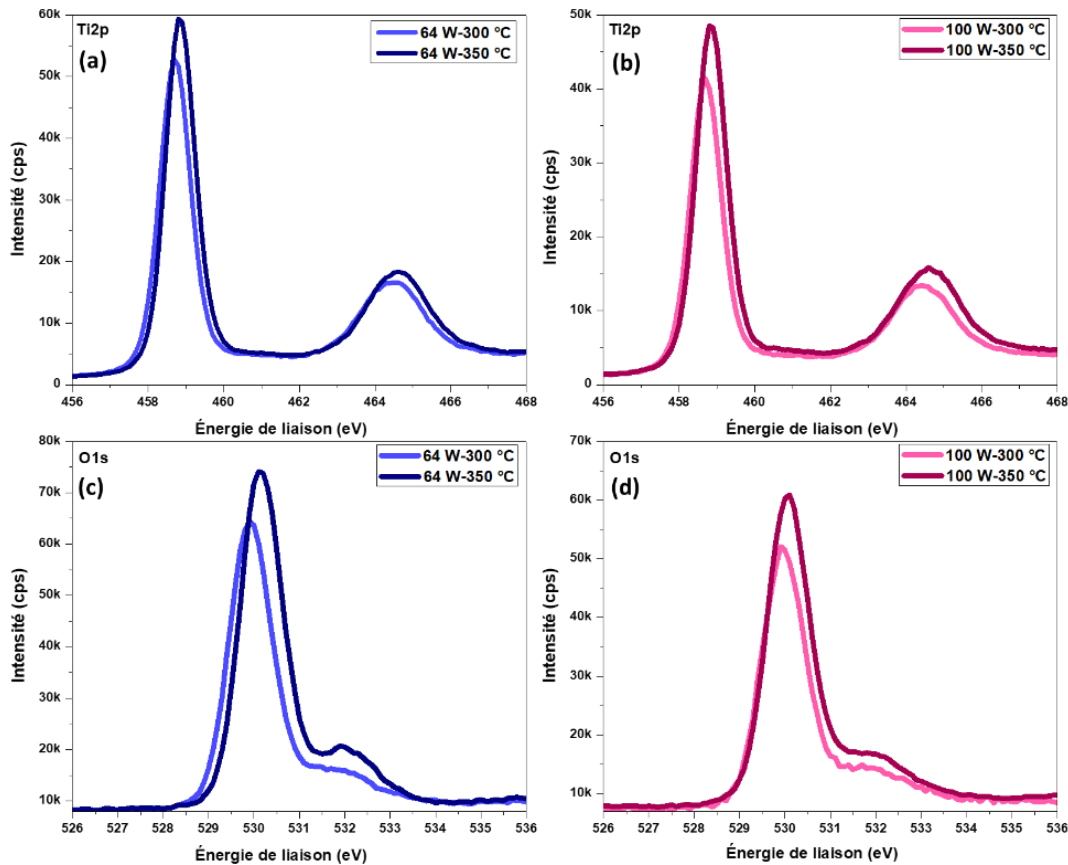 Ti2p
(a)
64 W-300 °C
64 W-350 °C
60k
50k
40k
30k
20k
10k
0
Intensité (cps)
456 458 460 462 464 466 468
Énergie de liaison (eV)
Ti2p
(b)
100 W-300 °C
100 W-350 °C
50k
40k
30k
20k
10k
0
Intensité (cps)
456 458 460 462 464 466 468
Énergie de liaison (eV)
O1s
(c)
64 W-300 °C
64 W-350 °C
80k
70k
60k
50k
40k
30k
20k
10k
Intensité (cps)
526 527 528 529 530 531 532 533 534 535 536
Énergie de liaison (eV)
O1s
(d)
100 W-300 °C
100 W-350 °C
70k
60k
50k
40k
30k
20k
10k
Intensité (cps)
526 527 528 529 530 531 532 533 534 535 536
Énergie de liaison (eV)